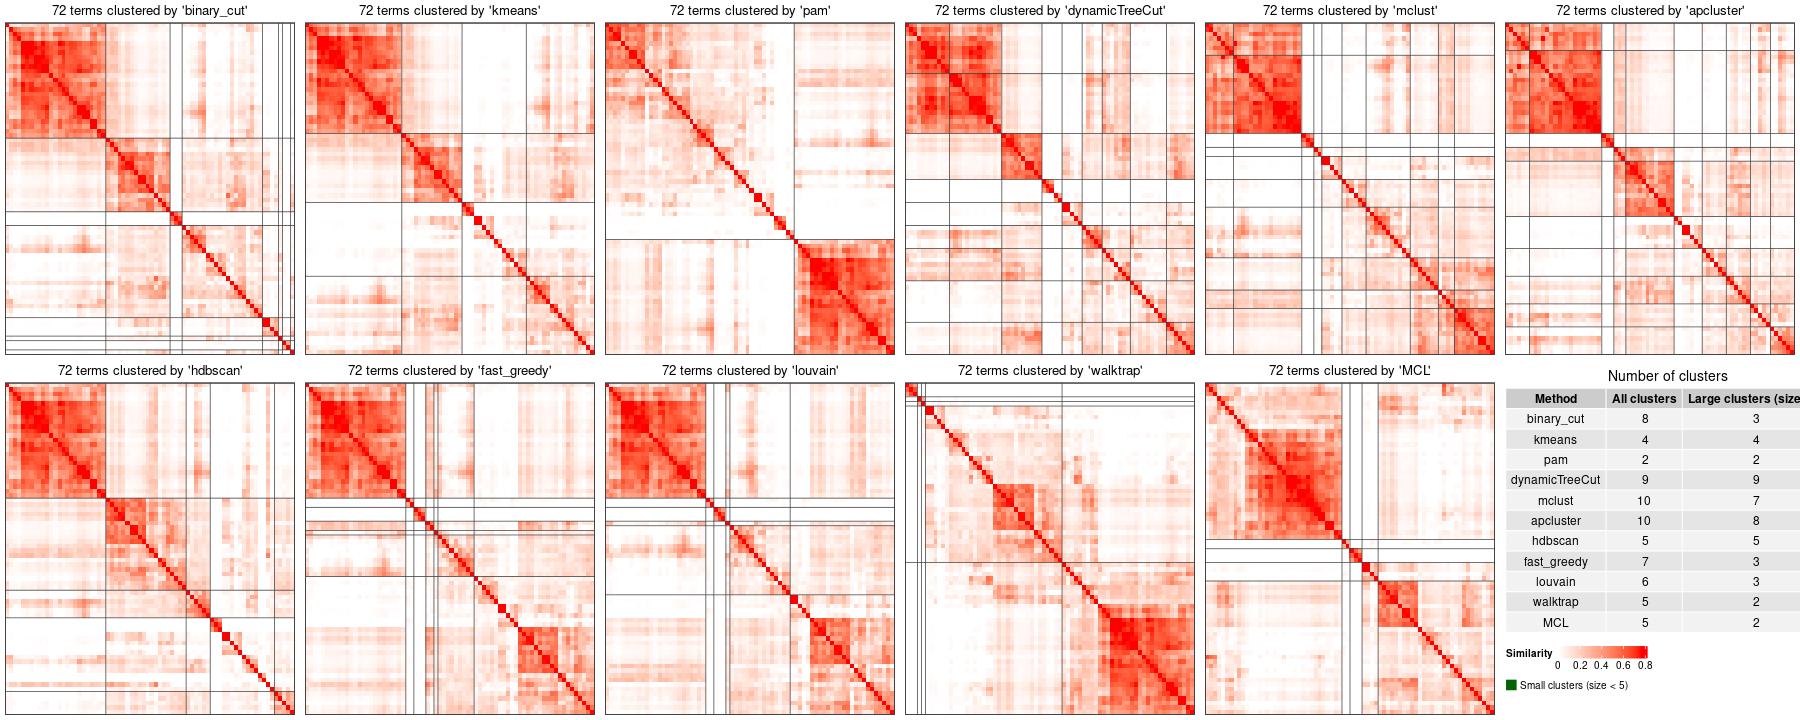 72 terms clustered by 'binary_cut'
72 terms clustered by 'kmeans'
72 terms clustered by 'pam'
72 terms clustered by 'dynamicTreeCut'
72 terms clustered by 'mclust'
72 terms clustered by 'apcluster'
72 terms clustered by 'hdbscan'
72 terms clustered by 'fast_greedy'
72 terms clustered by 'louvain'
72 terms clustered by 'walktrap'
72 terms clustered by 'MCL'
Number of clusters
Method All clusters Large clusters (size
binary_cut 8 3
kmeans 4 4
pam 2 2
dynamicTreeCut 9 9
mclust 10 7
apcluster 10 8
hdbscan 5 5
fast_greedy 7 3
louvain 6 3
walktrap 5 2
MCL 5 2
Similarity
0 0.2 0.4 0.6 0.8
Small clusters (size < 5)